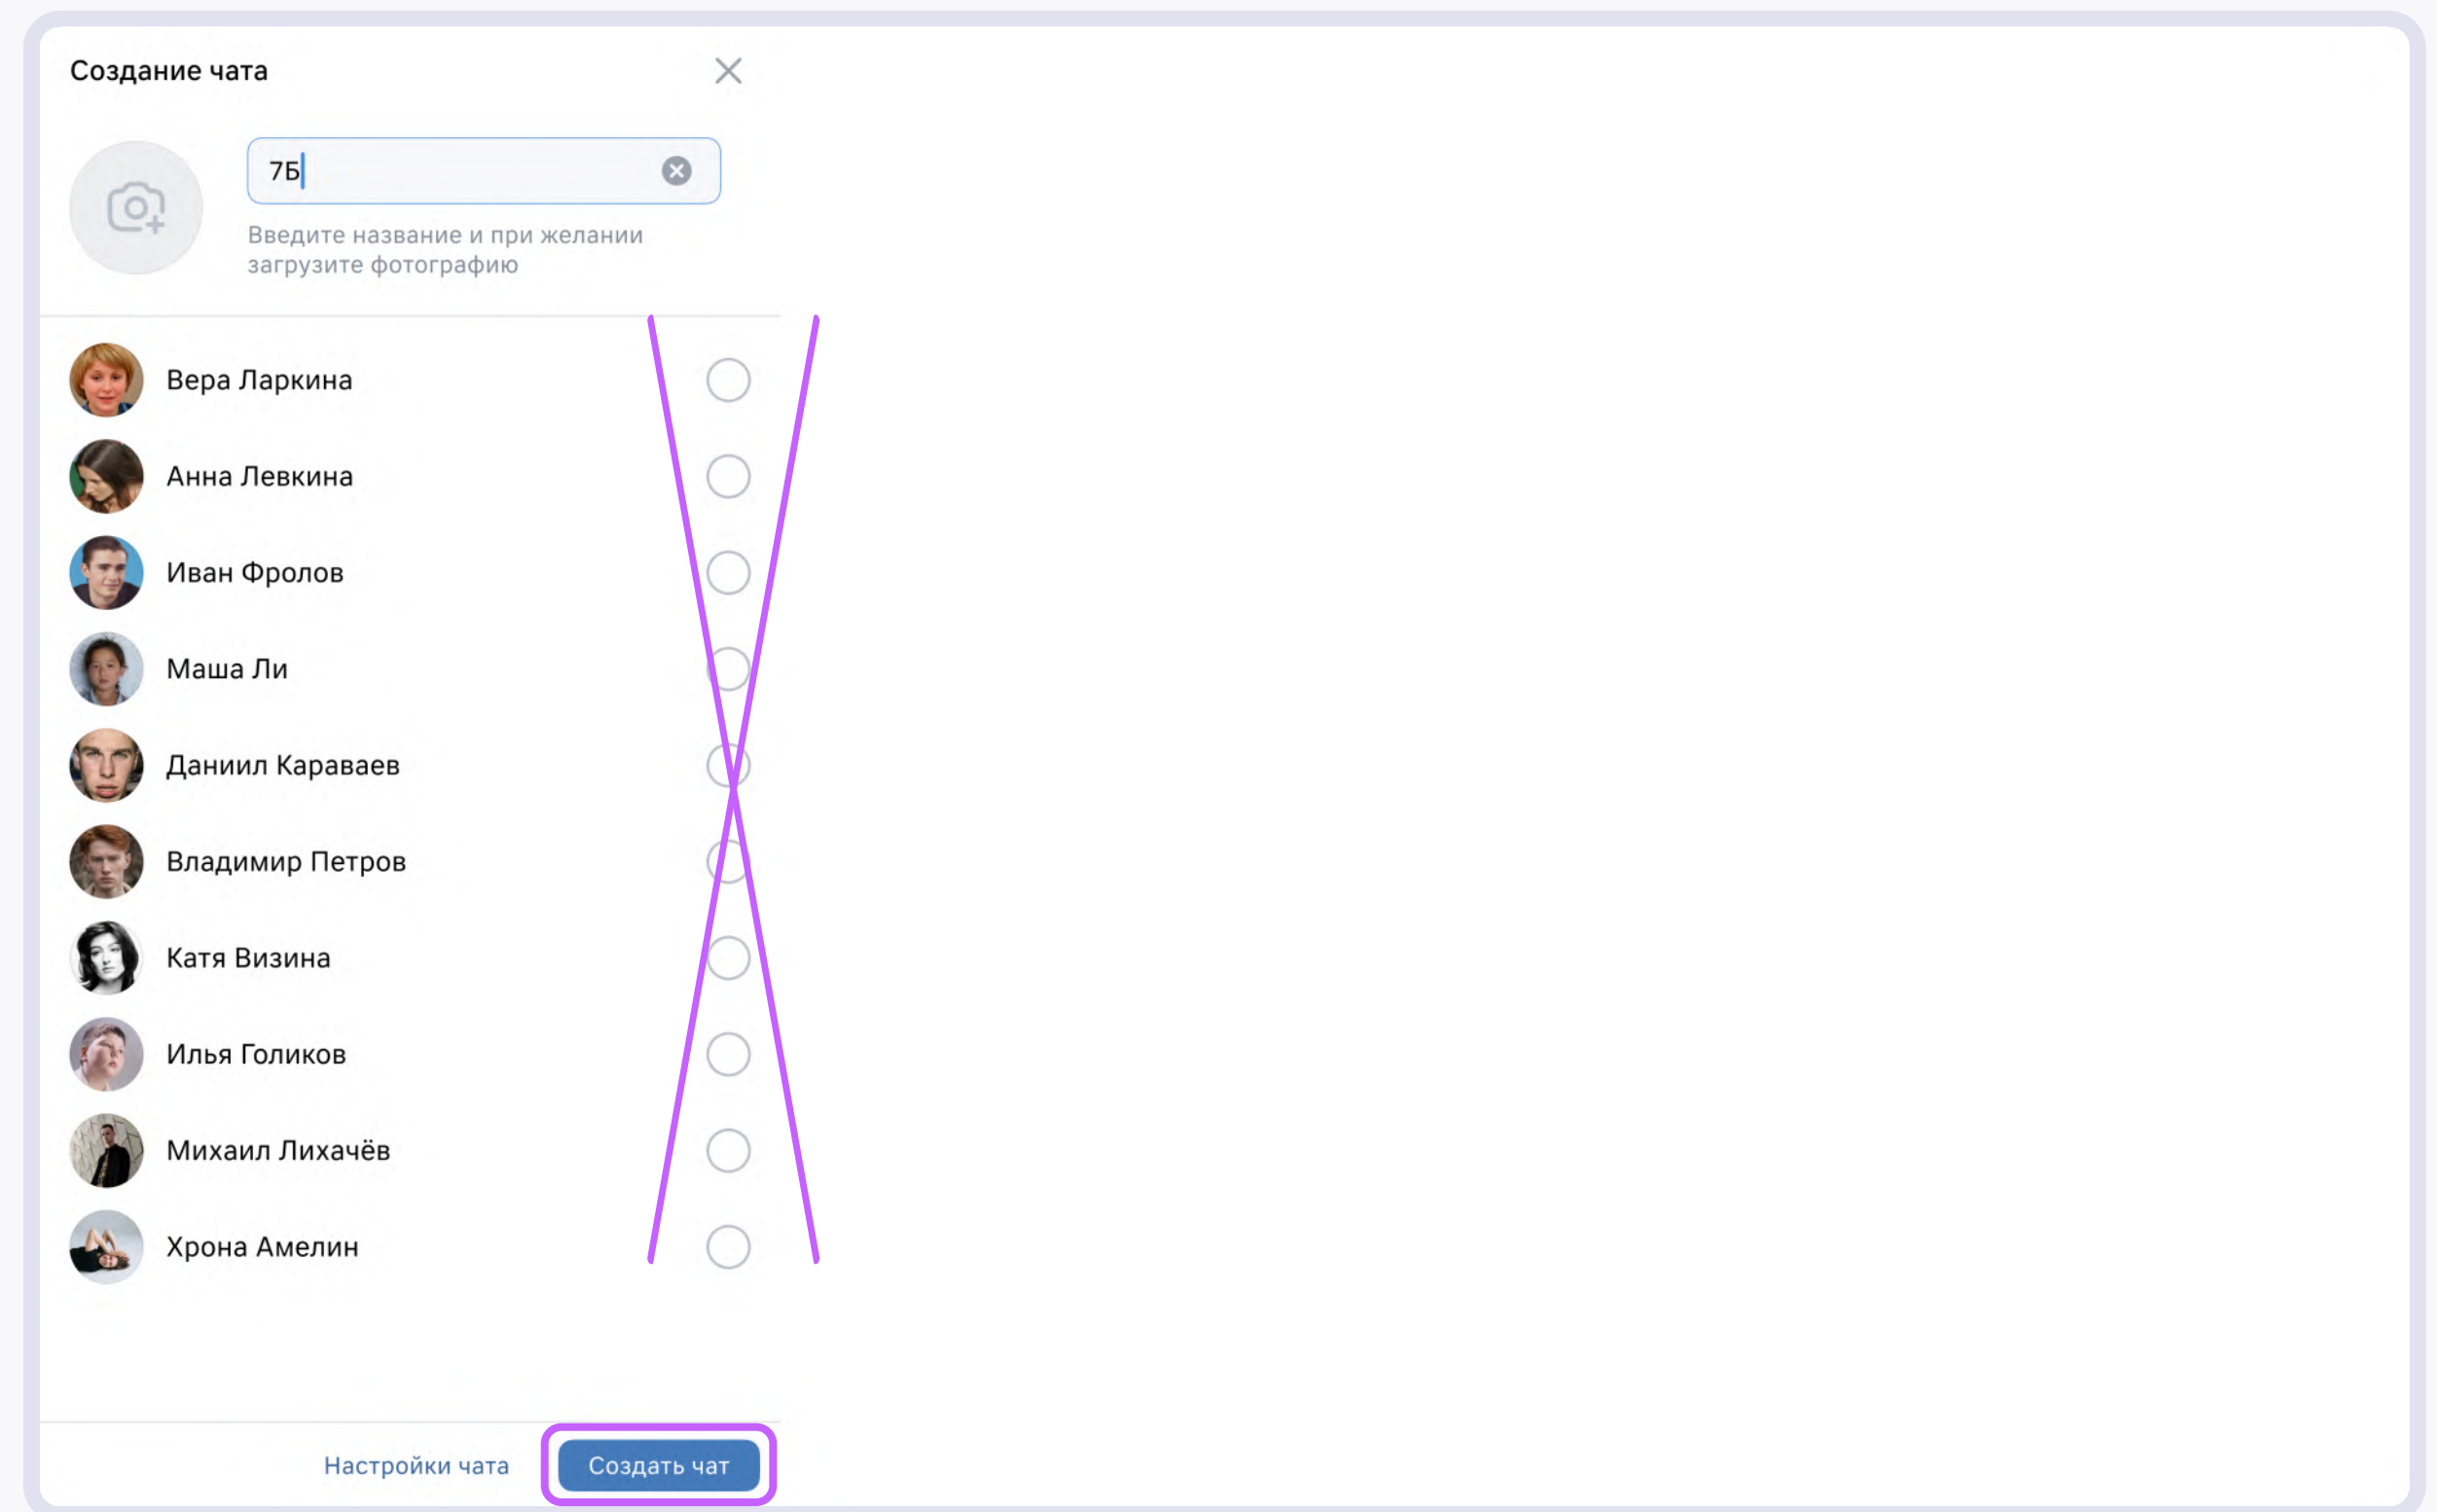 Создание чата
7Б
Введите название и при желании
загрузите фотографию
Вера Ларкина
Анна Левкина
Иван Фролов
Маша Ли
Даниил Караваев
Владимир Петров
Катя Визина
Илья Голиков
Михаил Лихачёв
Хрона Амелин
Настройки чата
Создать чат